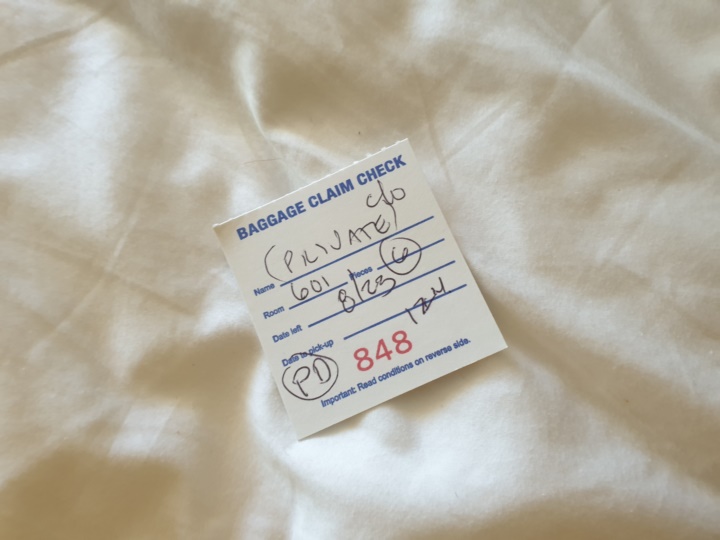 BAGGAGE CLAIM CHECK
c/o
Name (PRIVATE)
Room 601 Pieces 6
Date left 8/23
Date to pick-up
PD 848
Important: Read conditions on reverse side.